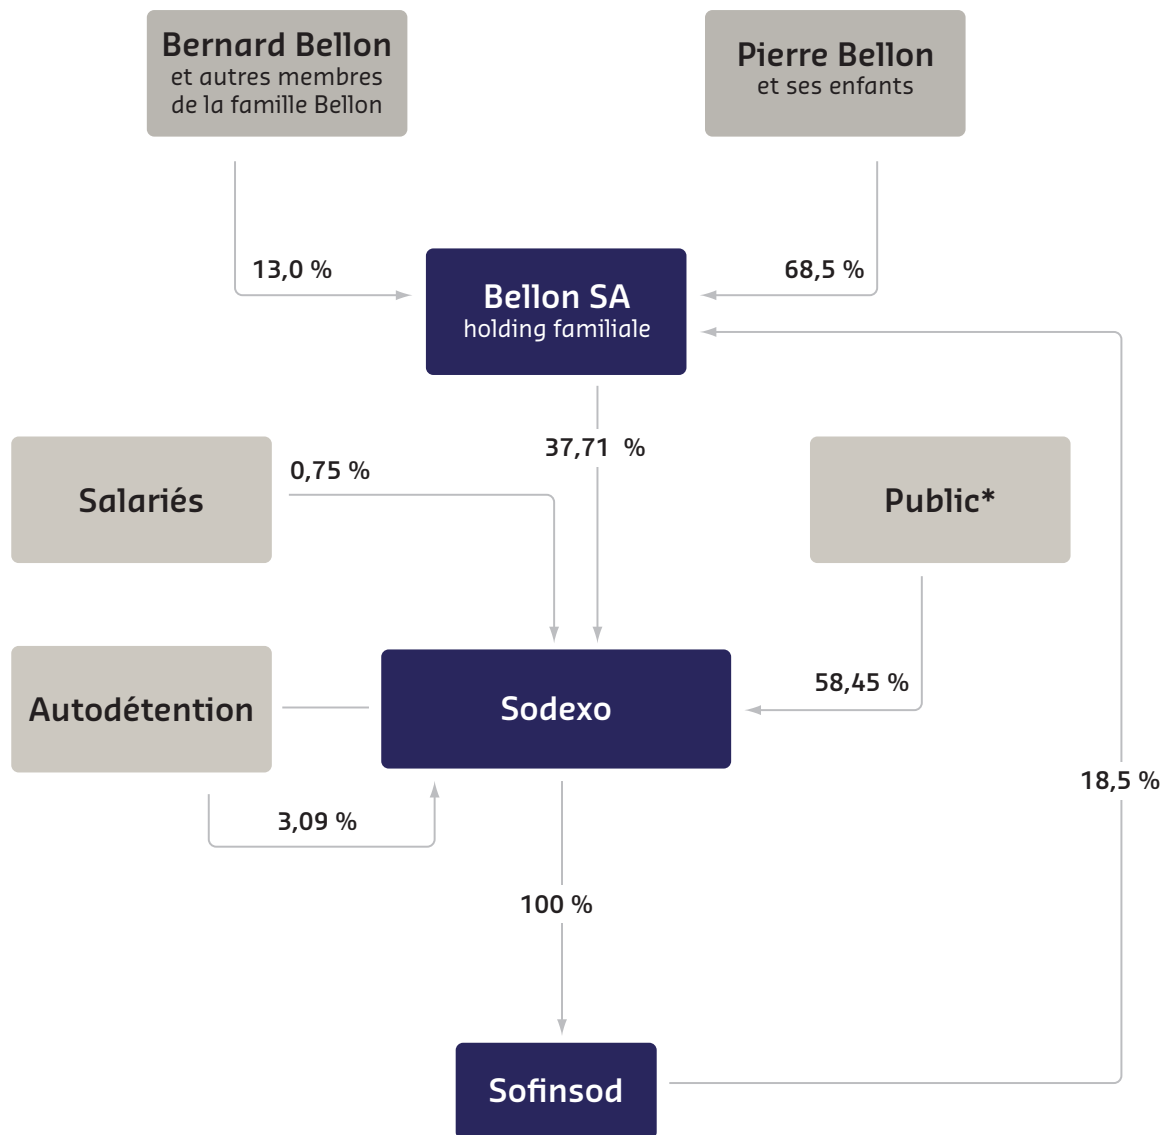 Bernard Bellon
et autres membres
de la famille Bellon
Pierre Bellon
et ses enfants
13,0 %
68,5 %
Bellon SA
holding familiale
37,71 %
0,75 %
Salariés
Public*
58,45 %
Autodétention
Sodexo
18,5 %
3,09 %
100 %
Sofinsod